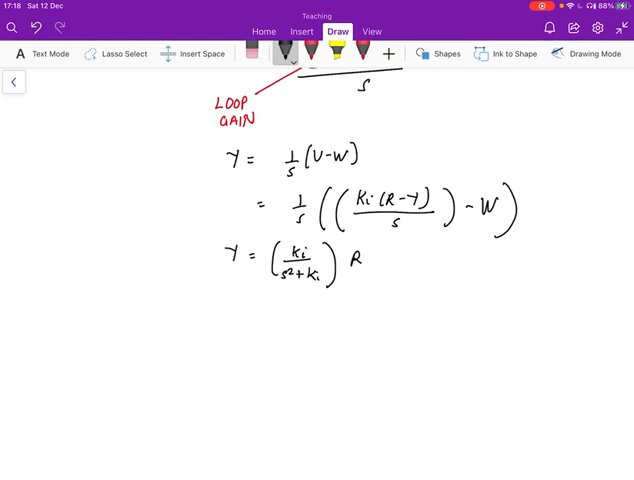 17:18 Sat 12 Dec
Teaching
88%
Home Insert Draw View
A Text Mode Lasso Select Insert Space Shapes Ink to Shape Drawing Mode
s
LOOP
GAIN
Y = 1/s (U-W)
= 1/s ((Ki(R-Y)/s) - W)
Y = (Ki/(s²+Ki)) R